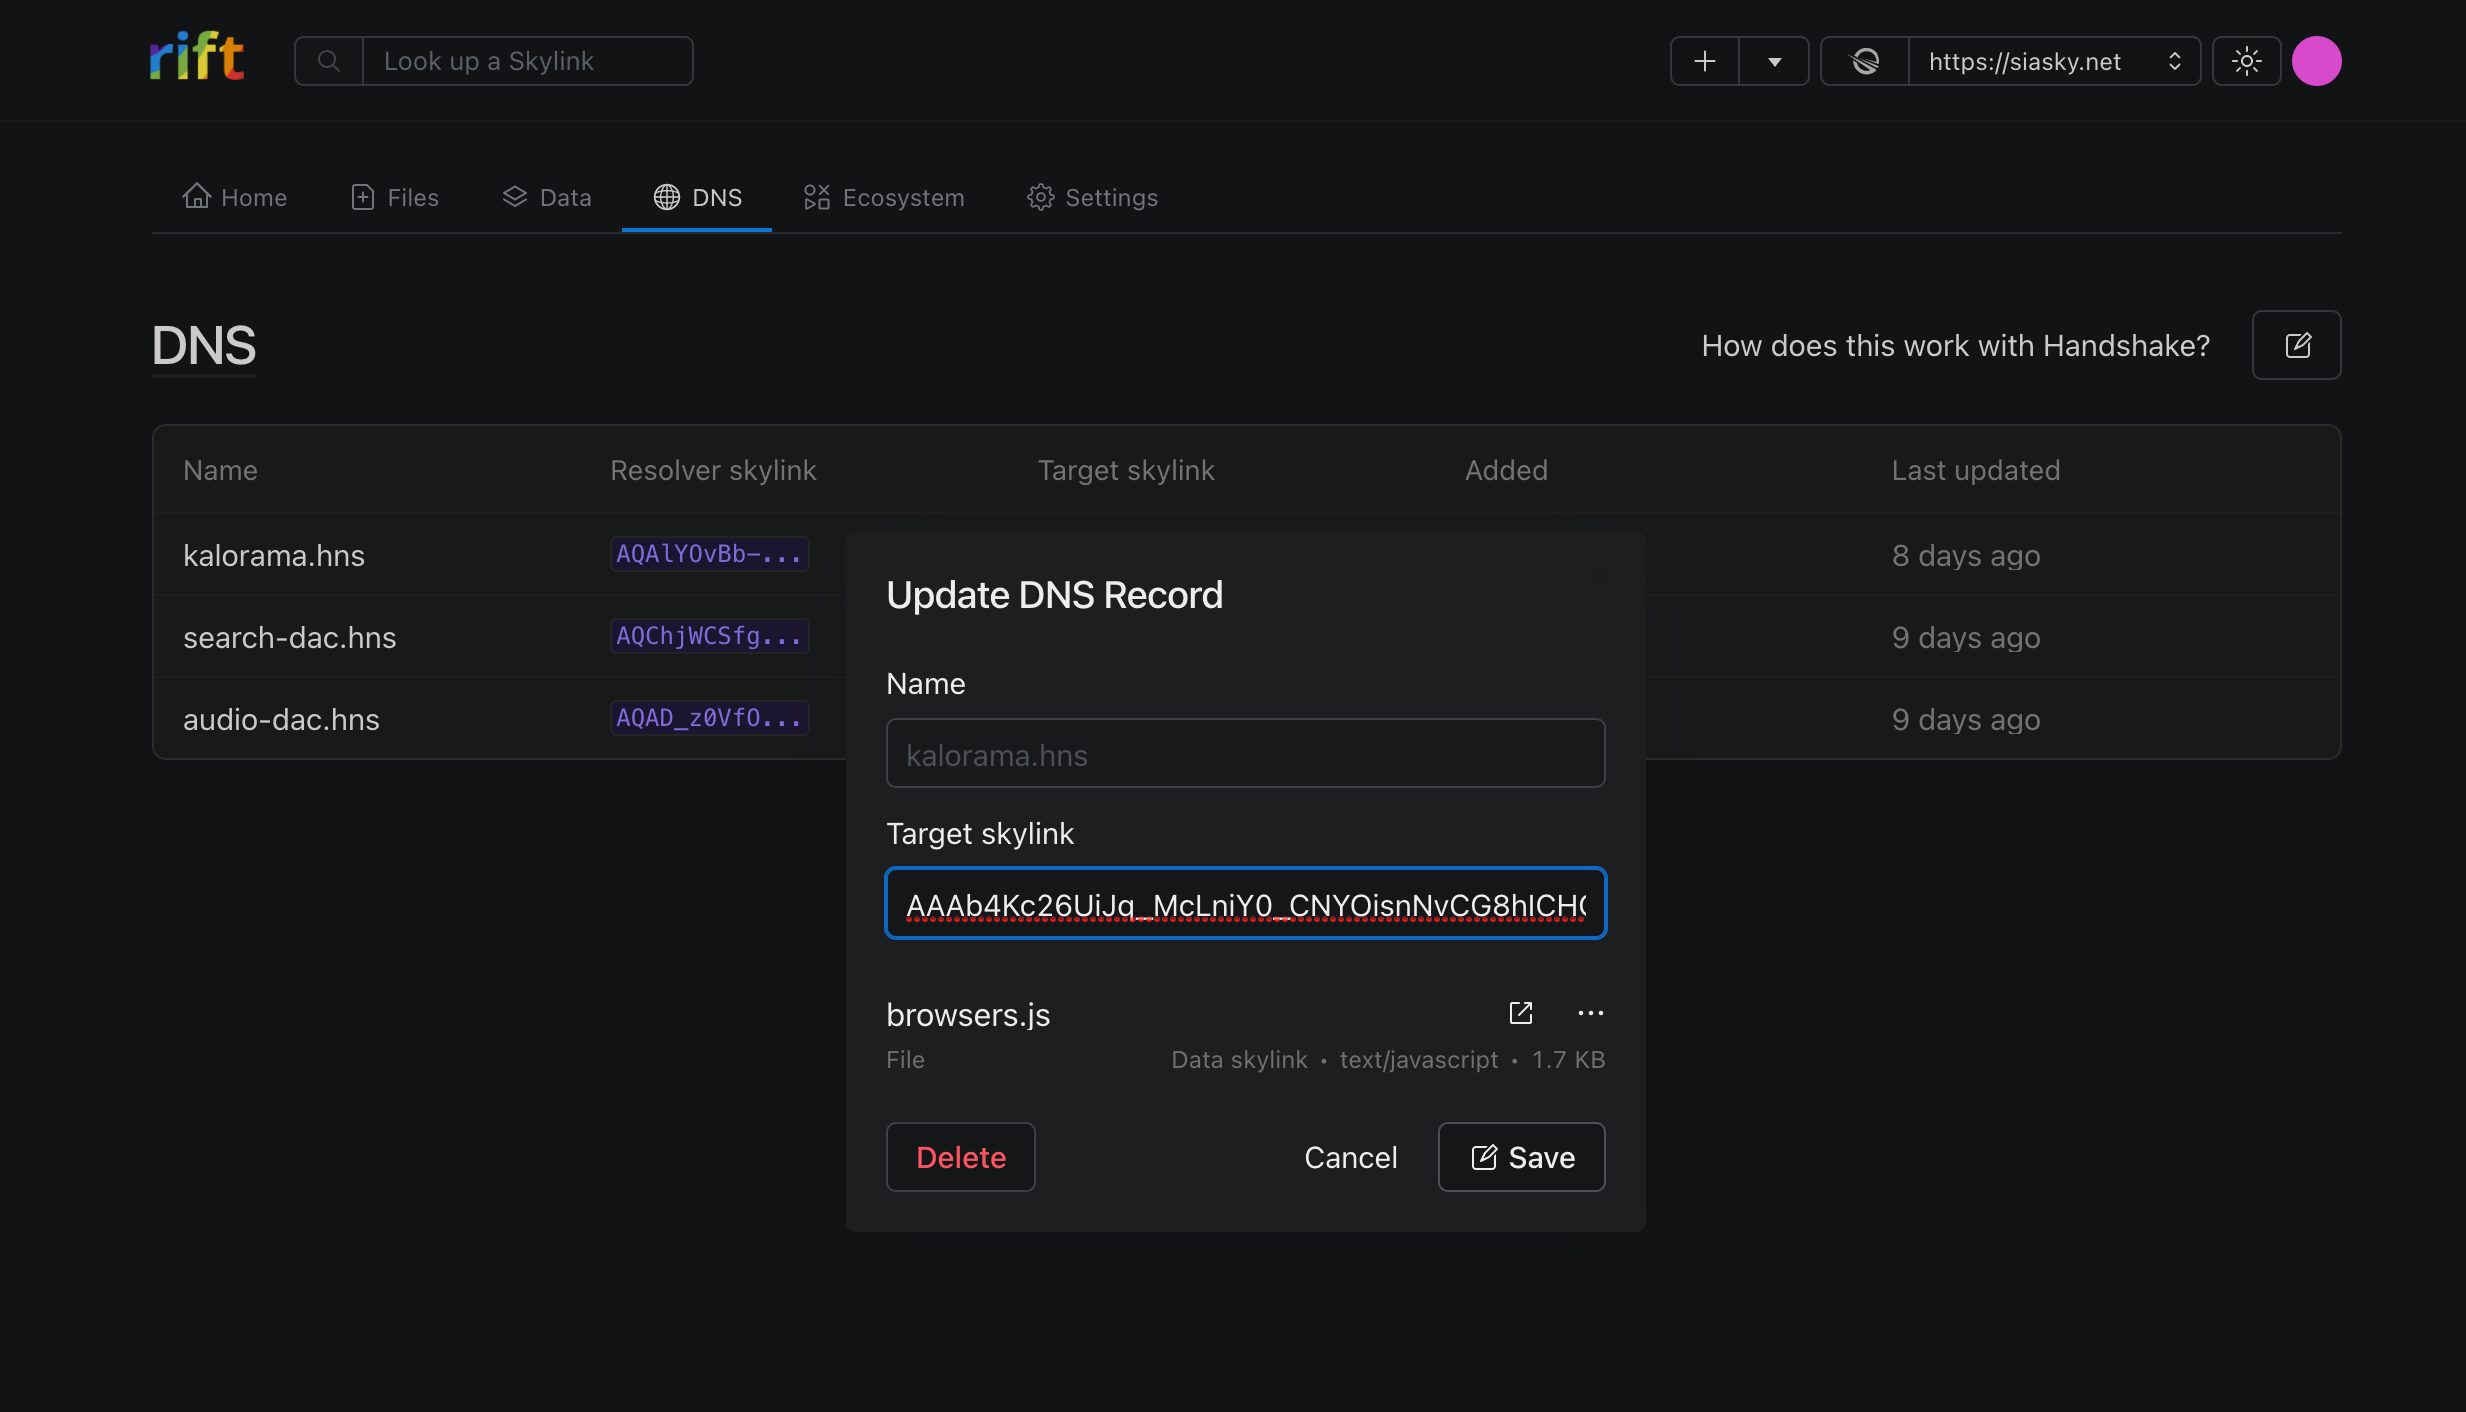 rift
Look up a Skylink
https://siasky.net
Home
Files
Data
DNS
Ecosystem
Settings
DNS
How does this work with Handshake?
Name
Resolver skylink
Target skylink
Added
Last updated
kalorama.hns
AQAlYOvBb-...
8 days ago
search-dac.hns
AQChjWCSfg...
9 days ago
audio-dac.hns
AQAD_z0VfO...
9 days ago
Update DNS Record
Name
kalorama.hns
Target skylink
AAAb4Kc26UiJq_McLniY0_CNYOisnNvCG8hICH
browsers.js
File
Data skylink • text/javascript • 1.7 KB
Delete
Cancel
Save